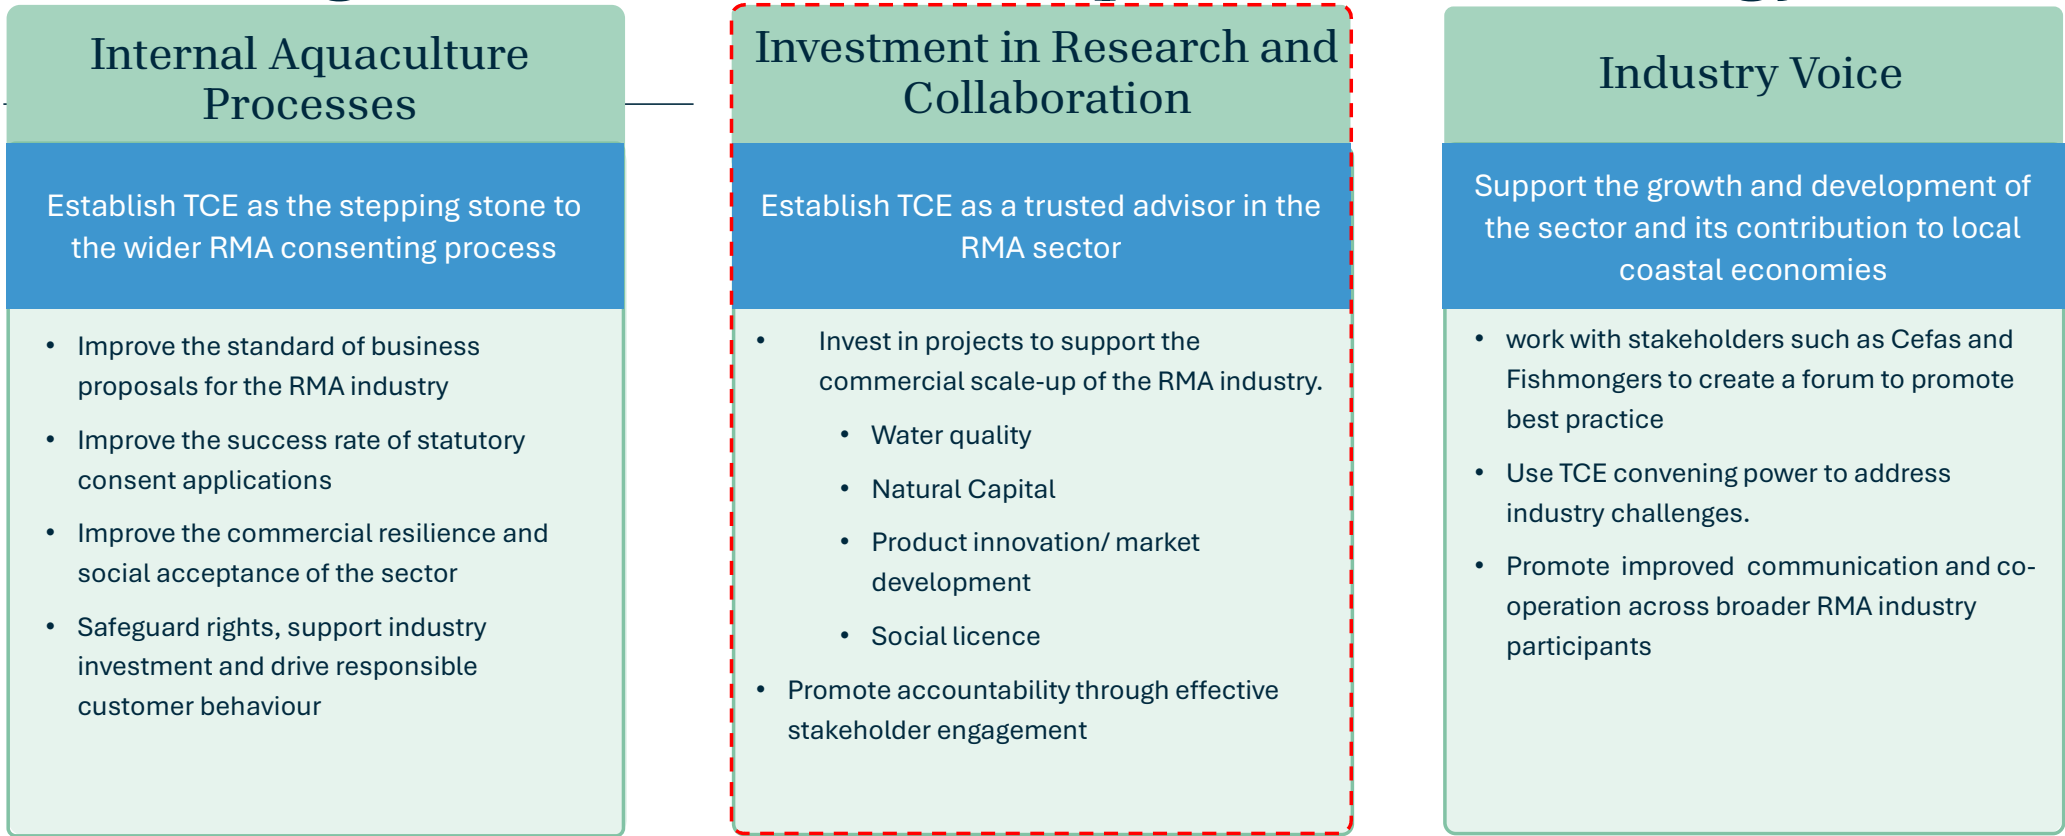 Internal Aquaculture
Processes
Establish TCE as the stepping stone to
the wider RMA consenting process
• Improve the standard of business
proposals for the RMA industry
• Improve the success rate of statutory
consent applications
• Improve the commercial resilience and
social acceptance of the sector
• Safeguard rights, support industry
investment and drive responsible
customer behaviour
Investment in Research and
Collaboration
Establish TCE as a trusted advisor in the
RMA sector
• Invest in projects to support the
commercial scale-up of the RMA industry.
• Water quality
• Natural Capital
• Product innovation/ market
development
• Social licence
• Promote accountability through effective
stakeholder engagement
Industry Voice
Support the growth and development of
the sector and its contribution to local
coastal economies
• work with stakeholders such as Cefas and
Fishmongers to create a forum to promote
best practice
• Use TCE convening power to address
industry challenges.
• Promote improved communication and co-
operation across broader RMA industry
participants